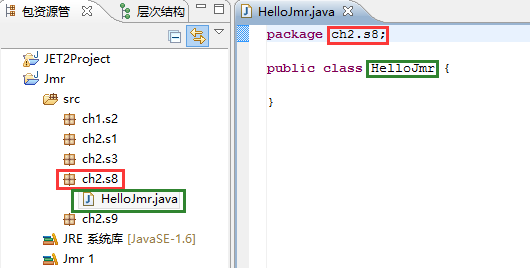 包资源管
层次结构
JET2Project
Jmr
src
ch1.s2
ch2.s1
ch2.s3
ch2.s8
HelloJmr.java
ch2.s9
JRE 系统库 [JavaSE-1.6]
Jmr 1
HelloJmr.java
package ch2.s8;
public class HelloJmr {
}